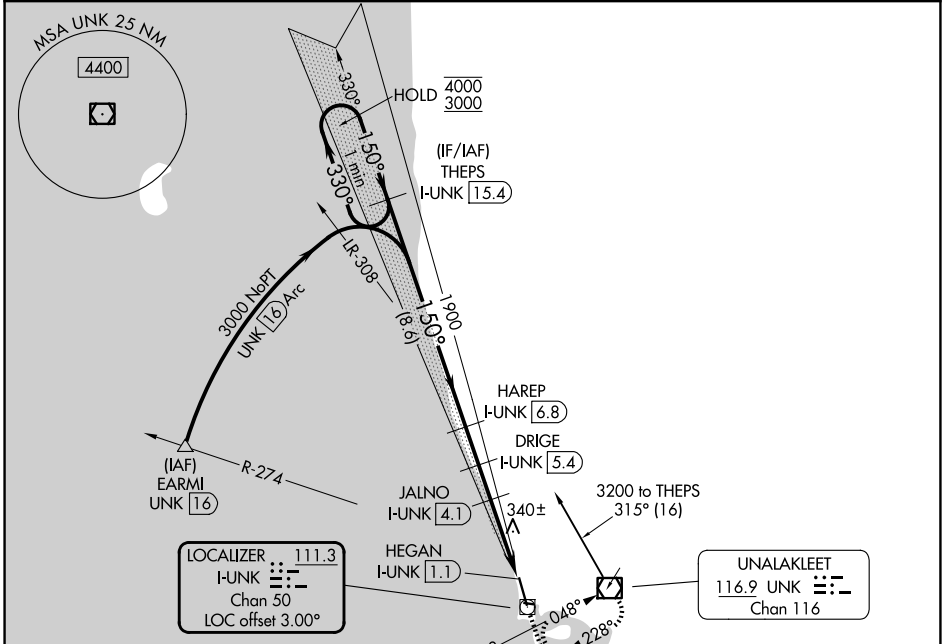 MSA UNK 25 NM
4400
330°
HOLD 4000
3000
150°
1 min
330°
(IF/IAF)
THEPS
I-UNK 15.4
LR-308
3000 NoPT
UNK 16 Arc
(8.6)
150°
1900
HAREP
I-UNK 6.8
DRIGE
I-UNK 5.4
(IAF)
EARMI
UNK 16
R-274
JALNO
I-UNK 4.1
340±
3200 to THEPS
315° (16)
HEGAN
I-UNK 1.1
LOCALIZER 111.3
I-UNK
Chan 50
LOC offset 3.00°
UNALAKLEET
116.9 UNK
Chan 116
048°
228°